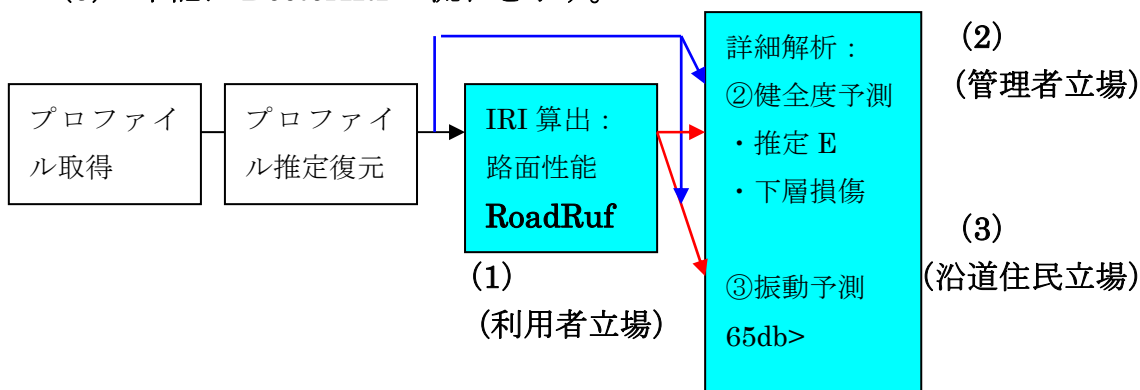 プロファイ
ル取得
プロファイ
ル推定復元
IRI 算出：
路面性能
RoadRuf
(1)
(利用者立場)
詳細解析：
②健全度予測
・推定 E
・下層損傷
③振動予測
65db>
(2)
(管理者立場)
(3)
(沿道住民立場)